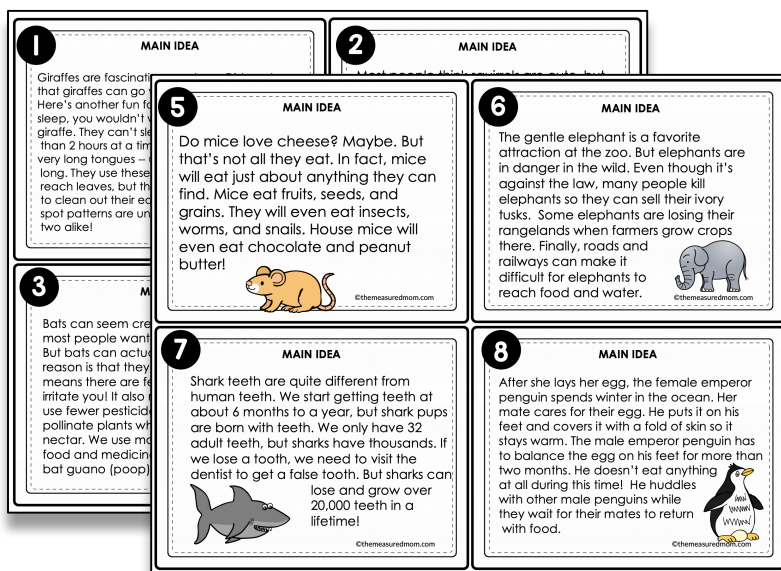 1
MAIN IDEA
Giraffes are fascinati
that giraffes can go
Here's another fun fa
sleep, you wouldn't
giraffe. They can't sle
than 2 hours at a tim
very long tongues –
long. They use these
reach leaves, but th
to clean out their ea
spot patterns are un
two alike!
2
MAIN IDEA
Most people think squirrels are cute, but
3
M
Bats can seem cre
most people want
But bats can actu
reason is that they
means there are fe
irritate you! It also
use fewer pesticid
pollinate plants wh
nectar. We use mo
food and medicin
bat guano (poop)
5
MAIN IDEA
Do mice love cheese? Maybe. But
that's not all they eat. In fact, mice
will eat just about anything they can
find. Mice eat fruits, seeds, and
grains. They will even eat insects,
worms, and snails. House mice will
even eat chocolate and peanut
butter!
©themeasuredmom.com
6
MAIN IDEA
The gentle elephant is a favorite
attraction at the zoo. But elephants are
in danger in the wild. Even though it's
against the law, many people kill
elephants so they can sell their ivory
tusks. Some elephants are losing their
rangelands when farmers grow crops
there. Finally, roads and
railways can make it
difficult for elephants to
reach food and water.
©themeasuredmom.com
7
MAIN IDEA
Shark teeth are quite different from
human teeth. We start getting teeth at
about 6 months to a year, but shark pups
are born with teeth. We only have 32
adult teeth, but sharks have thousands. If
we lose a tooth, we need to visit the
dentist to get a false tooth. But sharks can
lose and grow over
20,000 teeth in a
lifetime!
©themeasuredmom.com
8
MAIN IDEA
After she lays her egg, the female emperor
penguin spends winter in the ocean. Her
mate cares for their egg. He puts it on his
feet and covers it with a fold of skin so it
stays warm. The male emperor penguin has
to balance the egg on his feet for more than
two months. He doesn't eat anything
at all during this time! He huddles
with other male penguins while
they wait for their mates to return
with food.
©themeasuredmom.com